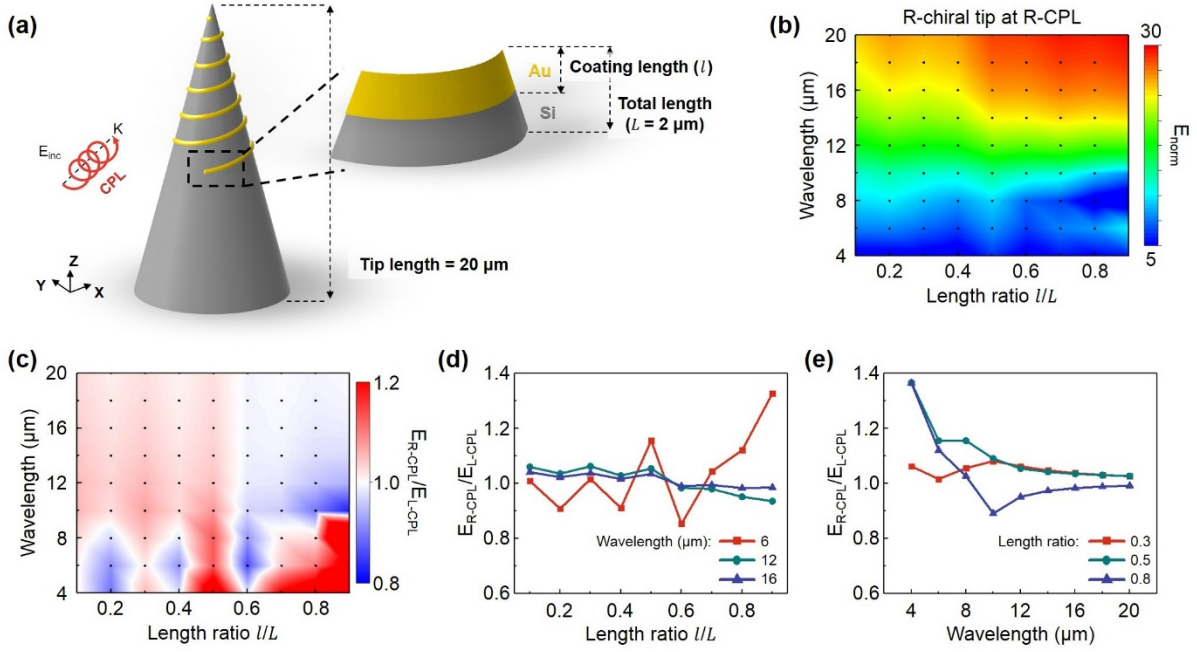 (a)
K
E_inc
CPL
Z
Y
X
Au
Si
Coating length (l)
Total length
(L = 2 μm)
Tip length = 20 μm
(b)
R-chiral tip at R-CPL
Wavelength (μm)
20
16
12
8
4
0.2 0.4 0.6 0.8
Length ratio l/L
30
5
E_norm
(c)
Wavelength (μm)
20
16
12
8
4
0.2 0.4 0.6 0.8
Length ratio l/L
1.2
1.0
0.8
E_R-CPL/E_L-CPL
(d)
E_R-CPL/E_L-CPL
1.4
1.2
1.0
0.8
0.6
Wavelength (μm): 6
12
16
0.2 0.4 0.6 0.8
Length ratio l/L
(e)
E_R-CPL/E_L-CPL
1.4
1.2
1.0
0.8
0.6
Length ratio: 0.3
0.5
0.8
4 8 12 16 20
Wavelength (μm)